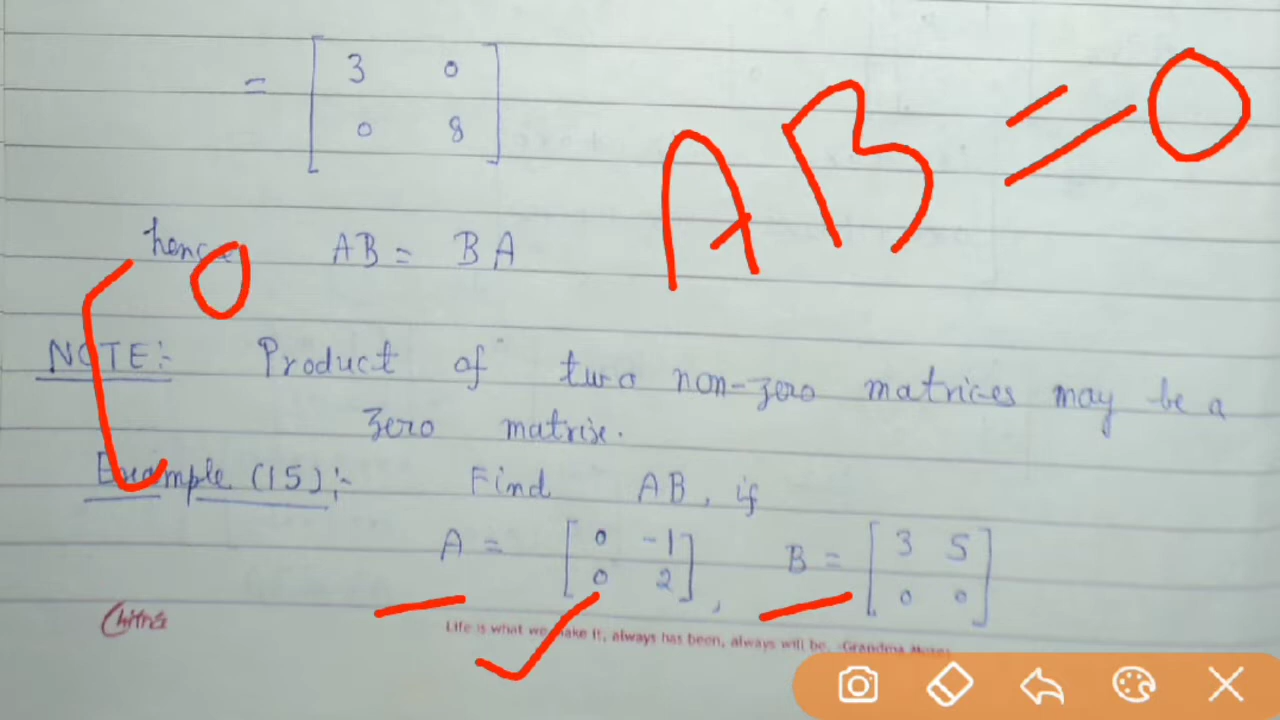 = [ 3 0
0 8 ]
AB = 0
hence AB = BA
NOTE:- Product of two non-zero matrices may be a
zero matrix.
Example (15):- Find AB, if
A = [ 0 -1
0 2 ] , B = [ 3 5
0 0 ]
Chitra
Life is what we make it, always has been, always will be. -Grandma Moses